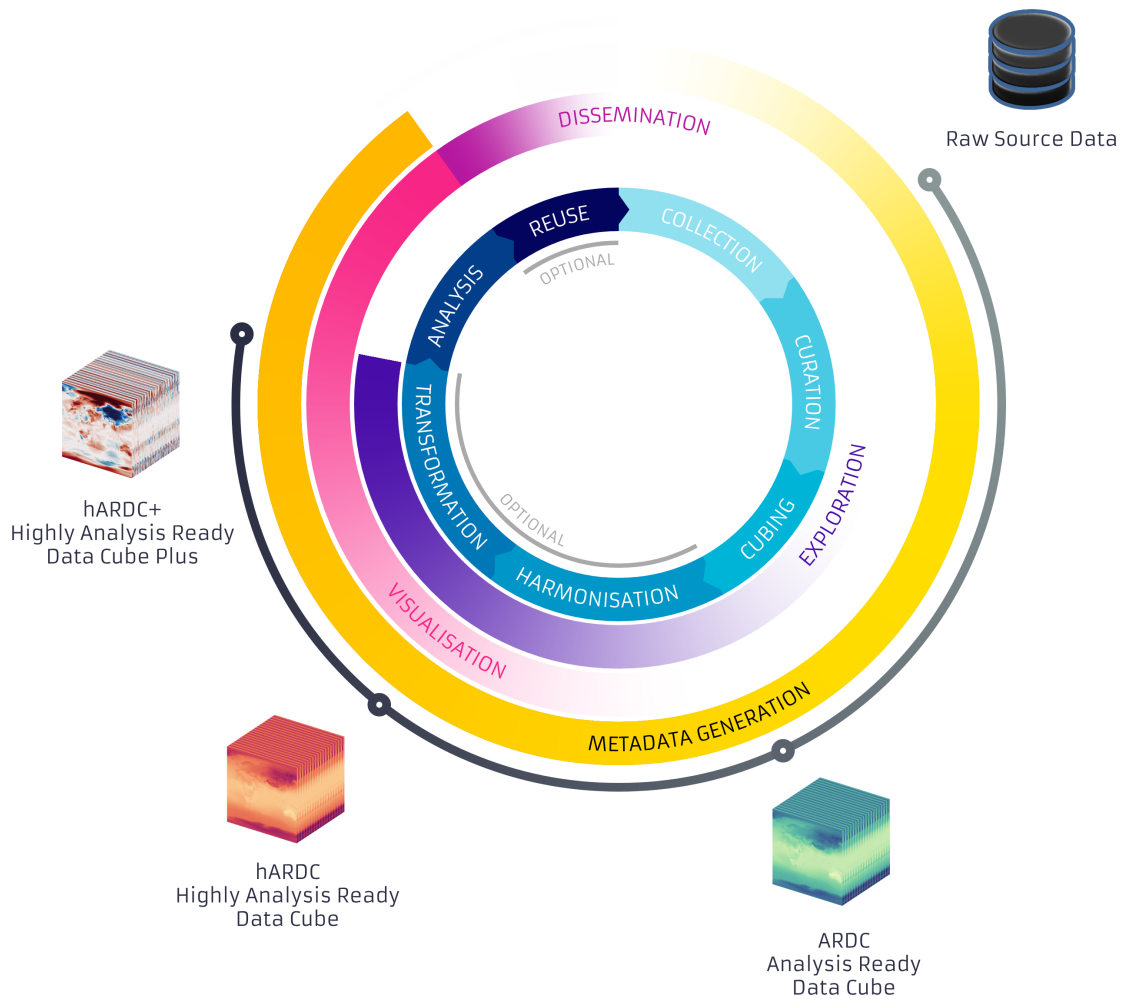 Raw Source Data
DISSEMINATION
REUSE
COLLECTION
OPTIONAL
ANALYSIS
CURATION
TRANSFORMATION
EXPLORATION
OPTIONAL
CUBING
HARMONISATION
VISUALISATION
METADATA GENERATION
hARDC+
Highly Analysis Ready
Data Cube Plus
hARDC
Highly Analysis Ready
Data Cube
ARDC
Analysis Ready
Data Cube